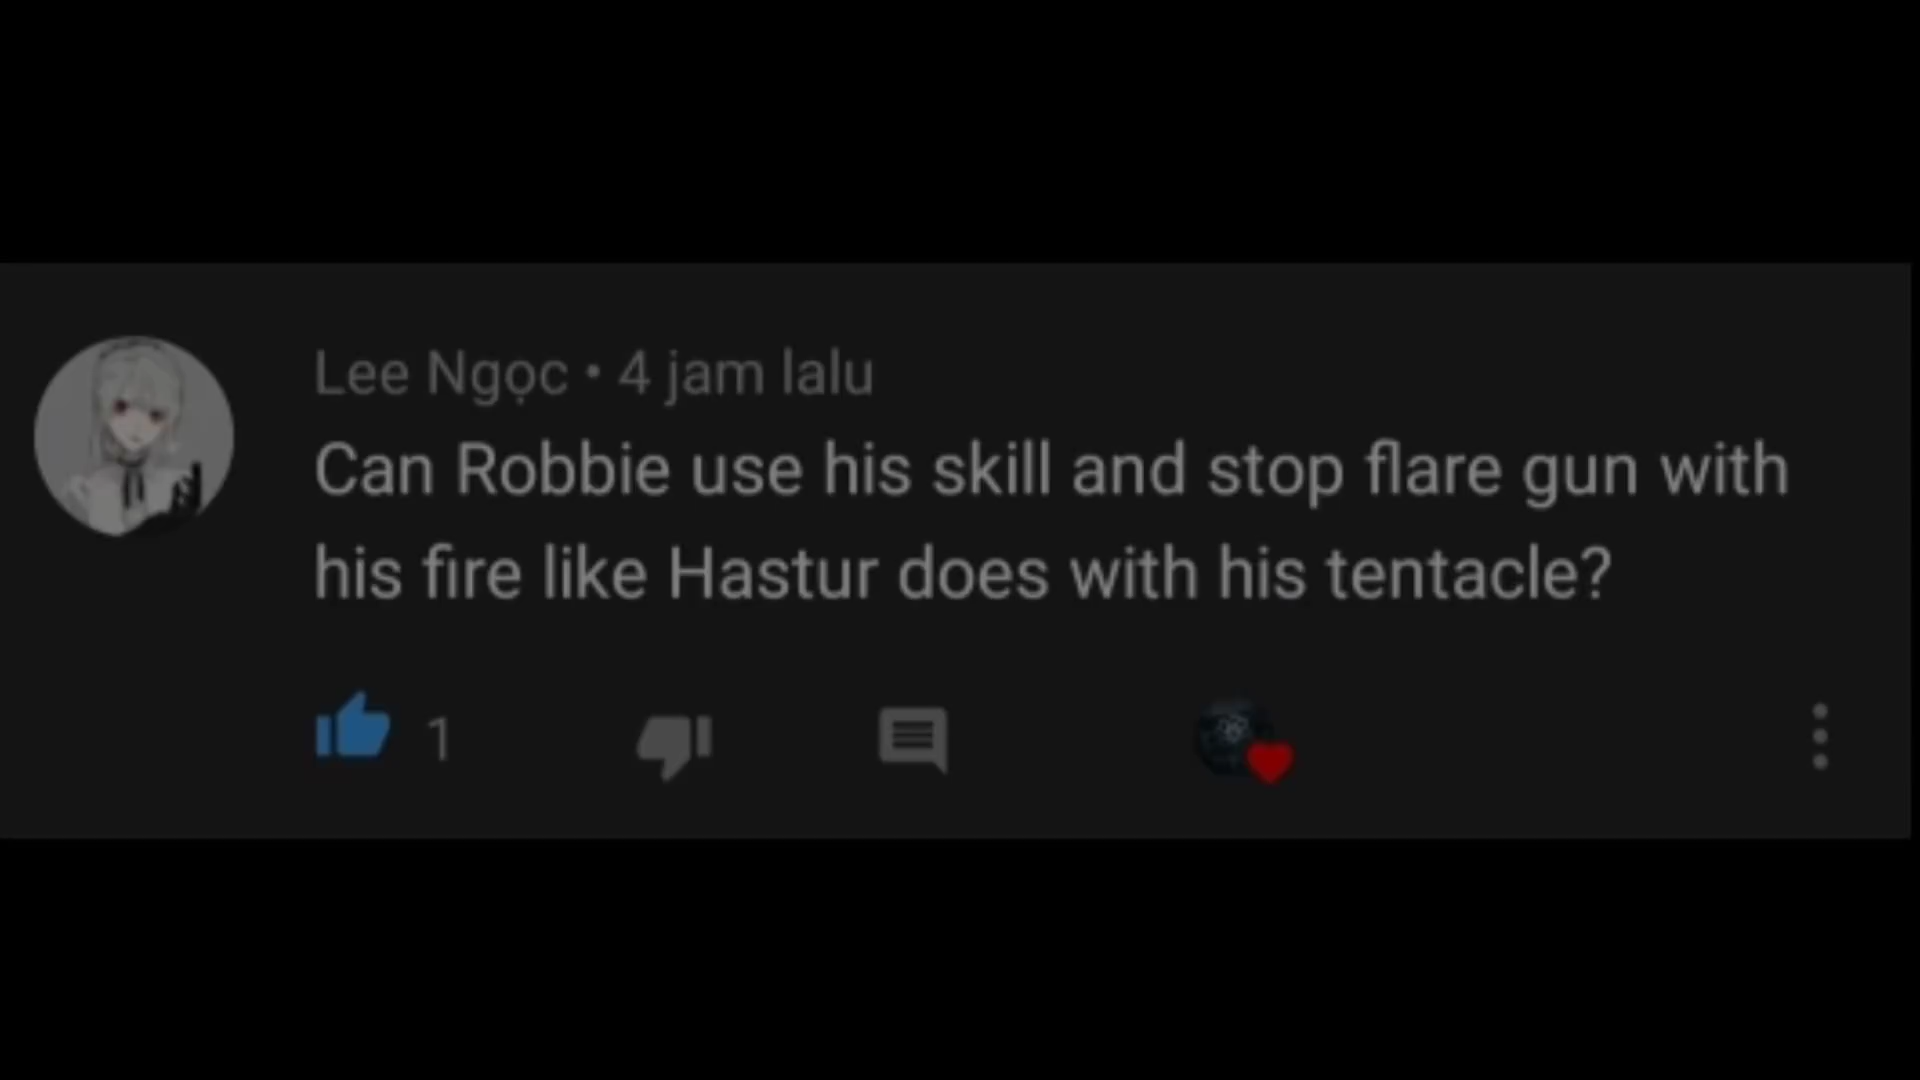 Lee Ngọc • 4 jam lalu
Can Robbie use his skill and stop flare gun with
his fire like Hastur does with his tentacle?
1